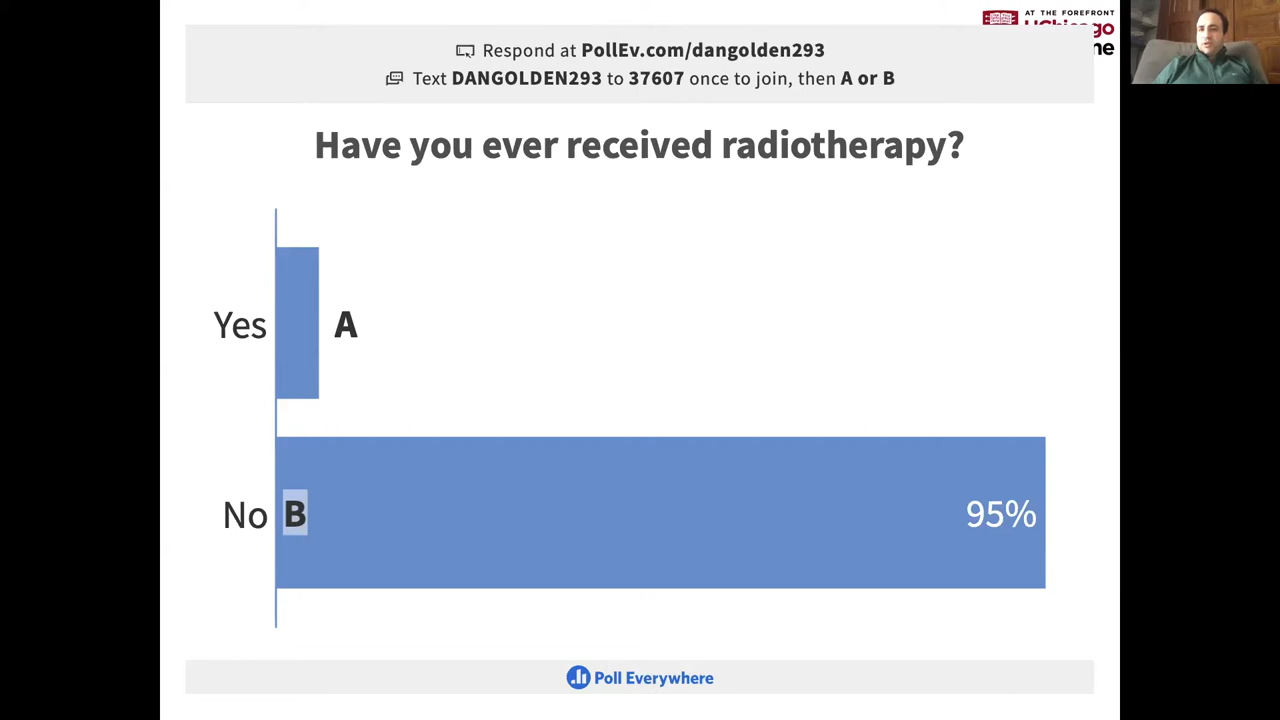 AT THE FOREFRONT
UChicago
Respond at PollEv.com/dangolden293
Text DANGOLDEN293 to 37607 once to join, then A or B
Have you ever received radiotherapy?
Yes A
No B 95%
Poll Everywhere